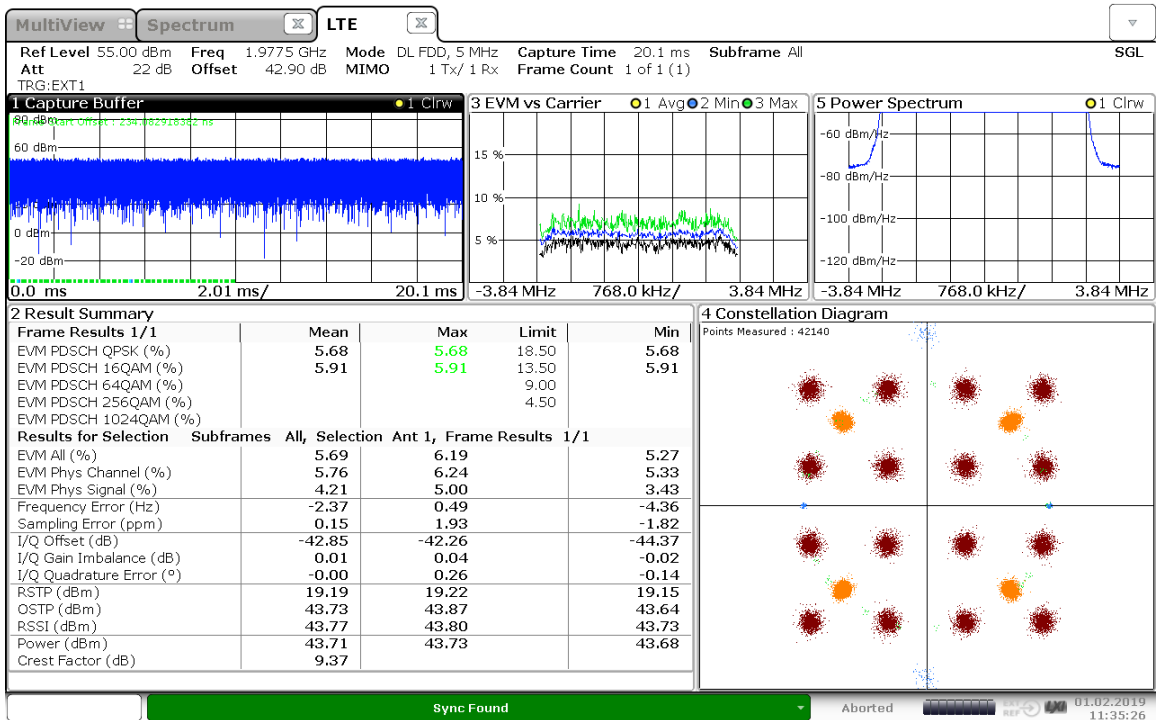 MultiView Spectrum LTE
Ref Level 55.00 dBm Freq 1.9775 GHz Mode DL FDD, 5 MHz Capture Time 20.1 ms Subframe All SGL
Att 22 dB Offset 42.90 dB MIMO 1 Tx/ 1 Rx Frame Count 1 of 1 (1)
TRG:EXT1
1 Capture Buffer 1 Clrw
80 dBm
60 dBm
0 dBm
-20 dBm
0.0 ms 2.01 ms/ 20.1 ms
3 EVM vs Carrier 1 Avg 2 Min 3 Max
15 %
10 %
5 %
-3.84 MHz 768.0 kHz/ 3.84 MHz
5 Power Spectrum 1 Clrw
-60 dBm/Hz
-80 dBm/Hz
-100 dBm/Hz
-120 dBm/Hz
-3.84 MHz 768.0 kHz/ 3.84 MHz
2 Result Summary
Frame Results 1/1 Mean Max Limit Min
EVM PDSCH QPSK (%) 5.68 5.68 18.50 5.68
EVM PDSCH 16QAM (%) 5.91 5.91 13.50 5.91
EVM PDSCH 64QAM (%) 9.00
EVM PDSCH 256QAM (%) 4.50
EVM PDSCH 1024QAM (%)
Results for Selection Subframes All, Selection Ant 1, Frame Results 1/1
EVM All (%) 5.69 6.19 5.27
EVM Phys Channel (%) 5.76 6.24 5.33
EVM Phys Signal (%) 4.21 5.00 3.43
Frequency Error (Hz) -2.37 0.49 -4.36
Sampling Error (ppm) 0.15 1.93 -1.82
I/Q Offset (dB) -42.85 -42.26 -44.37
I/Q Gain Imbalance (dB) 0.01 0.04 -0.02
I/Q Quadrature Error (°) -0.00 0.26 -0.14
RSTP (dBm) 19.19 19.22 19.15
OSTP (dBm) 43.73 43.87 43.64
RSSI (dBm) 43.77 43.80 43.73
Power (dBm) 43.71 43.73 43.68
Crest Factor (dB) 9.37
4 Constellation Diagram
Points Measured : 42140
Sync Found Aborted EXT REF LXI 01.02.2019
11:35:26